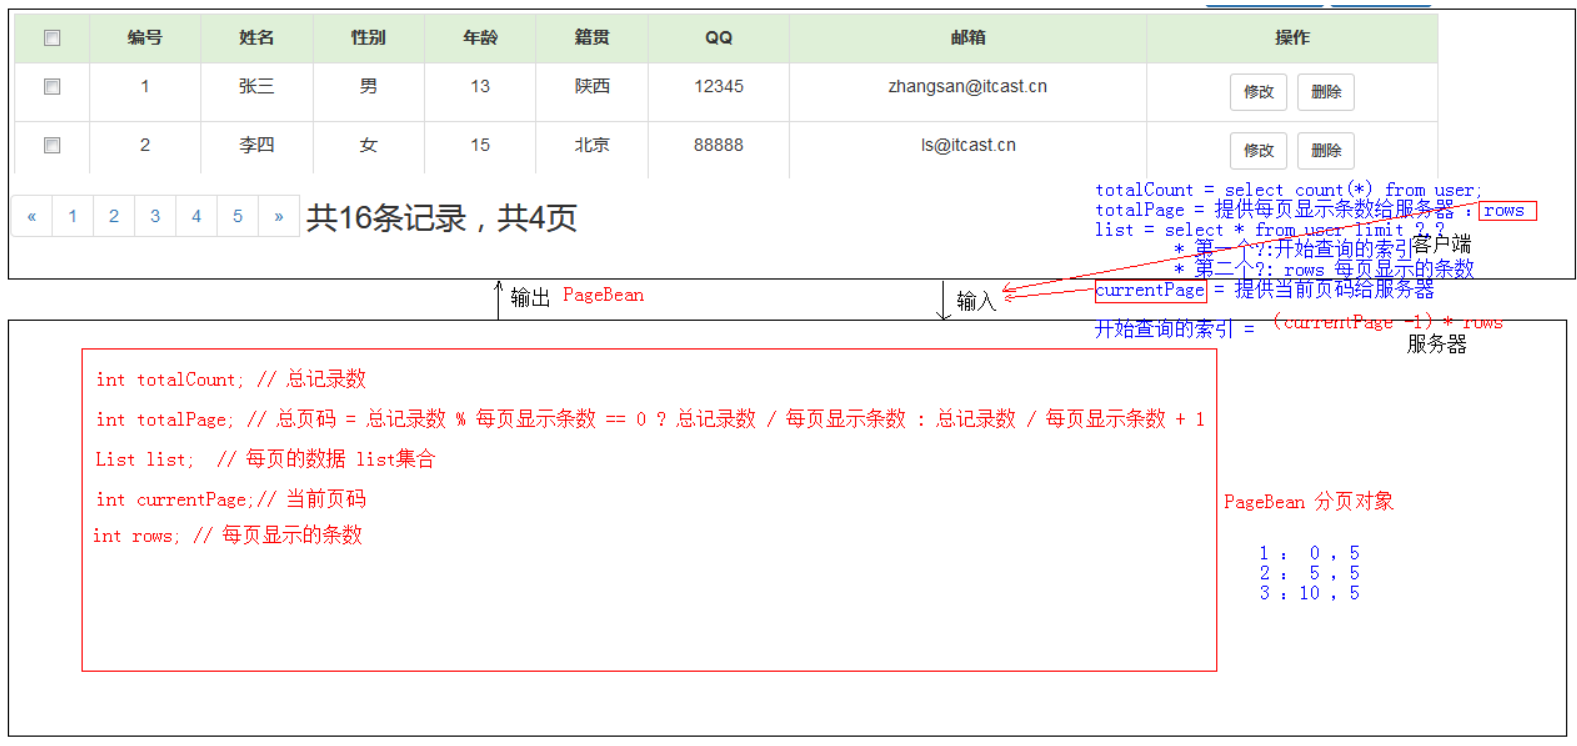 编号 姓名 性别 年龄 籍贯 QQ 邮箱 操作
1 张三 男 13 陕西 12345 zhangsan@itcast.cn 修改 删除
2 李四 女 15 北京 88888 ls@itcast.cn 修改 删除
« 1 2 3 4 5 » 共16条记录，共4页
totalCount = select count(*) from user;
totalPage = 提供每页显示条数给服务器 : rows
list = select * from user limit ?,?
* 第一个?:开始查询的索引
客户端
* 第二个?: rows 每页显示的条数
currentPage = 提供当前页码给服务器
输出 PageBean
输入
开始查询的索引 = (currentPage -1) * rows
服务器
int totalCount; // 总记录数
int totalPage; // 总页码 = 总记录数 % 每页显示条数 == 0 ? 总记录数 / 每页显示条数 : 总记录数 / 每页显示条数 + 1
List list; // 每页的数据 list集合
int currentPage;// 当前页码
int rows; // 每页显示的条数
PageBean 分页对象
1 : 0 , 5
2 : 5 , 5
3 : 10 , 5